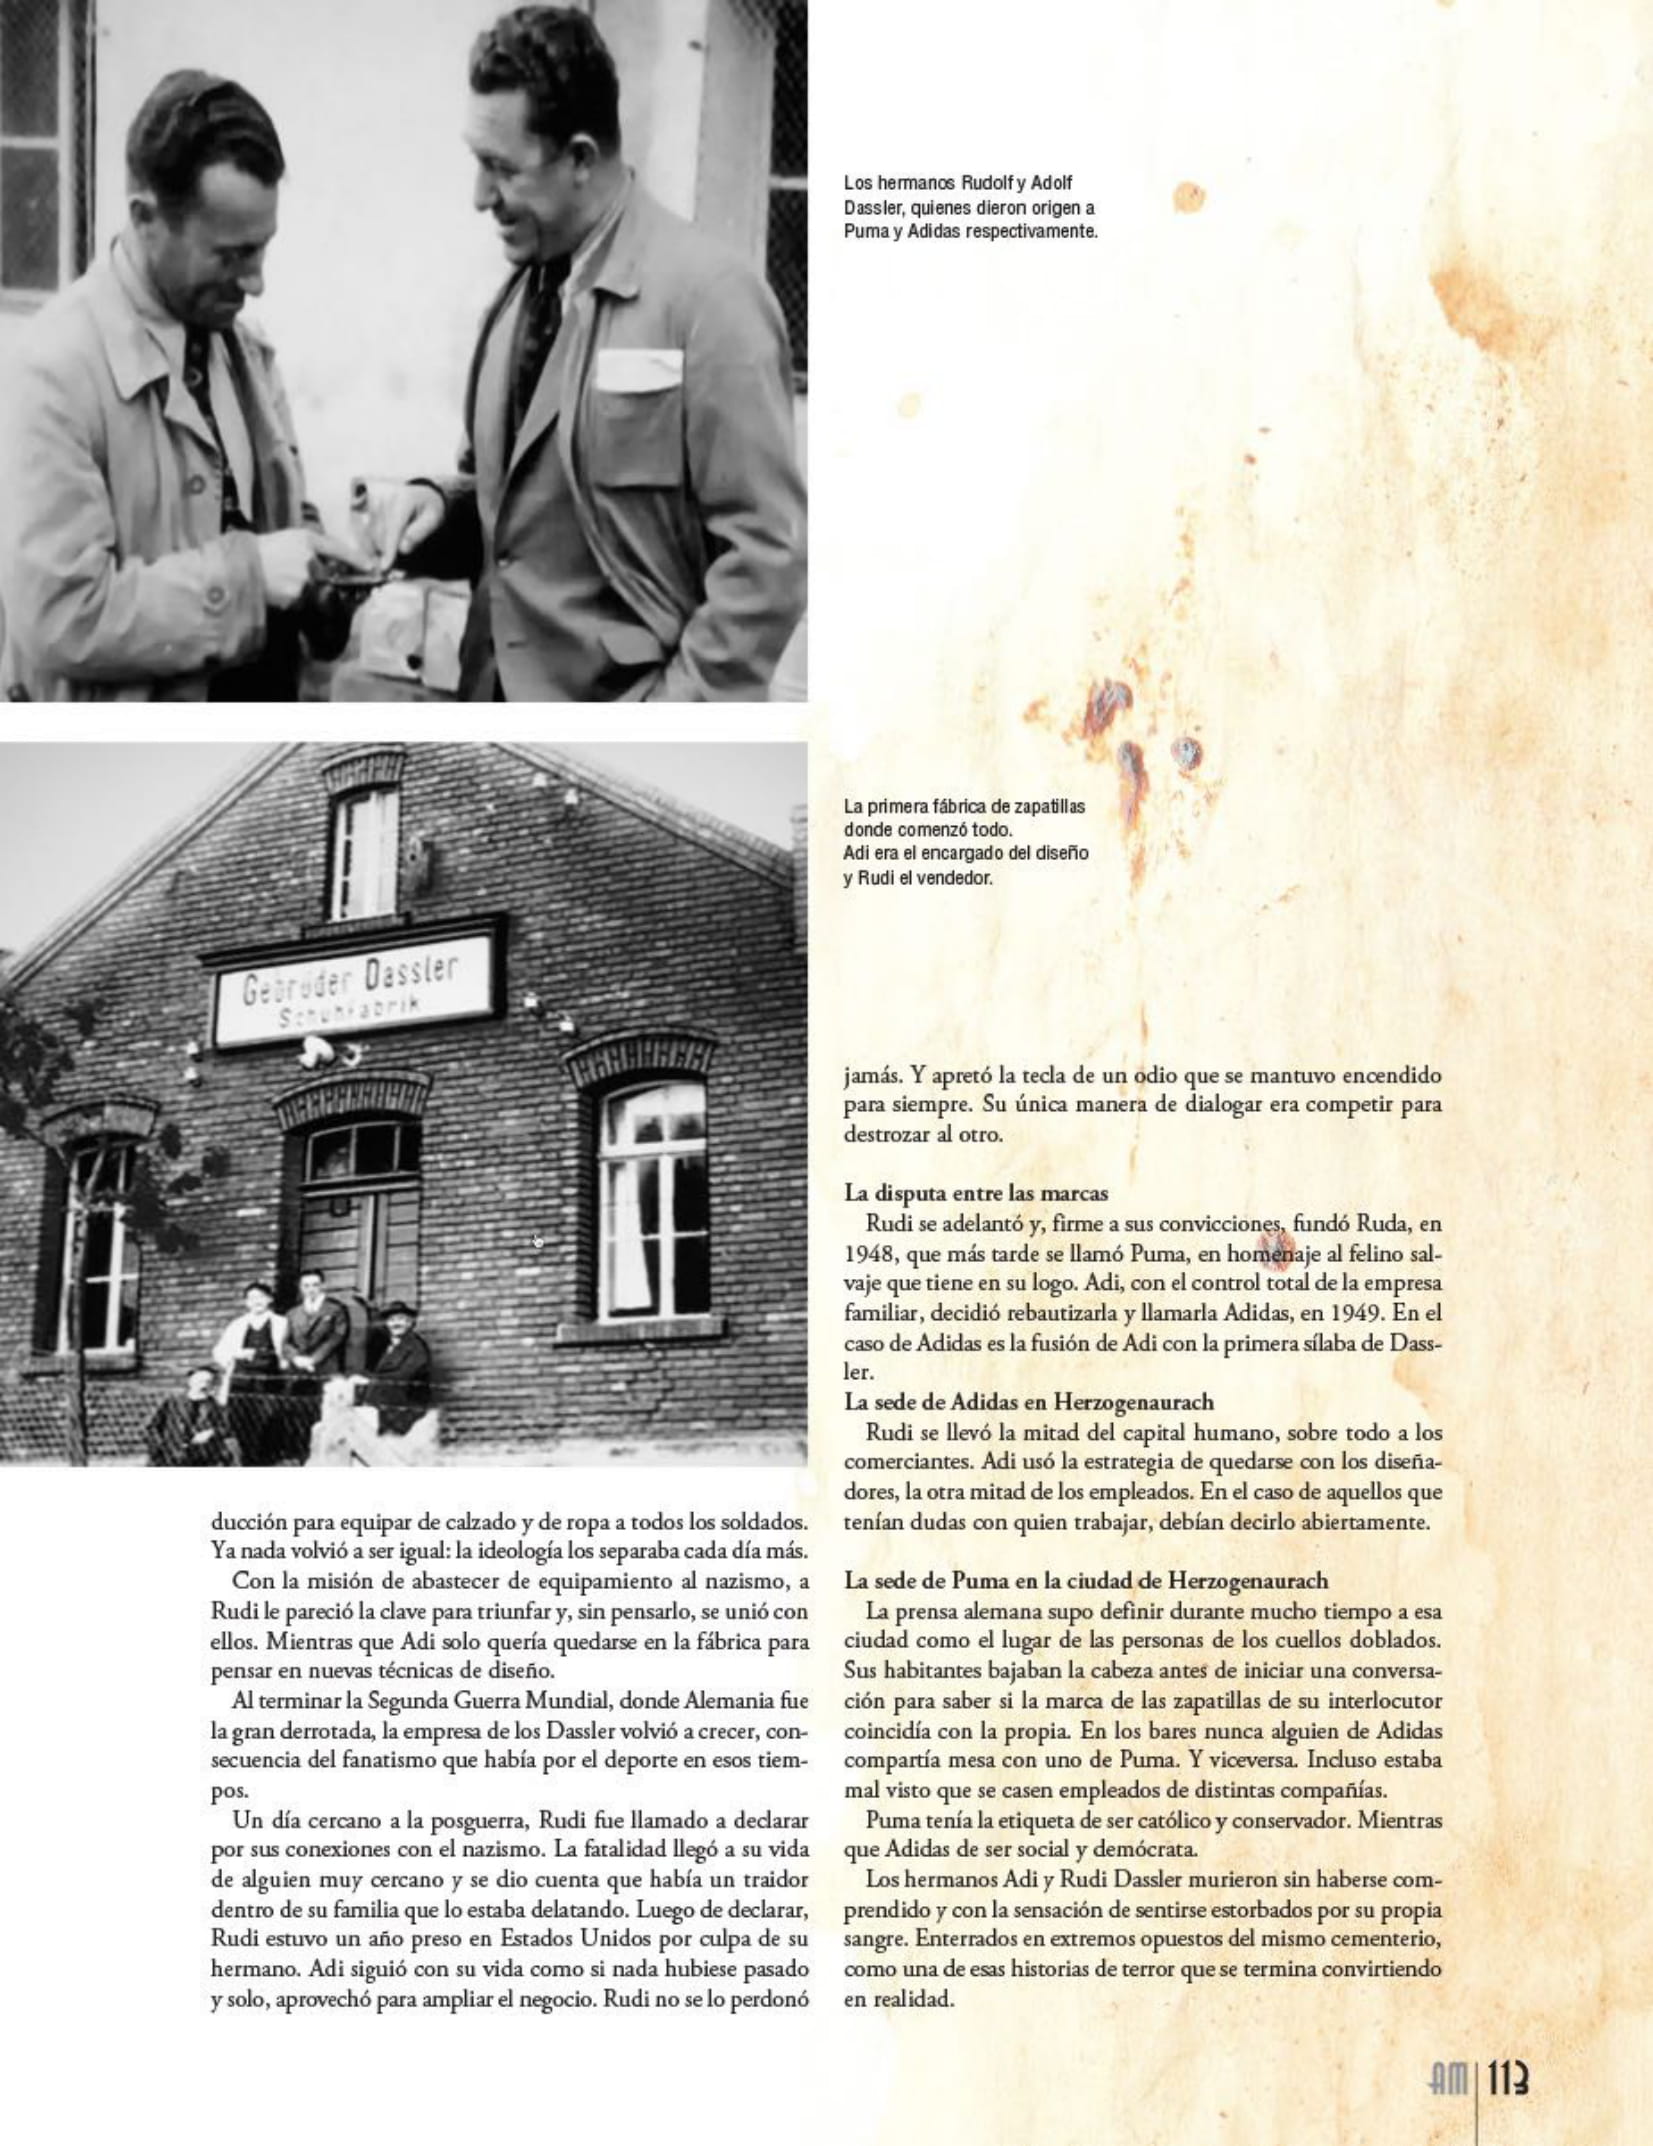 Los hermanos Rudolf y Adolf
Dassler, quienes dieron origen a
Puma y Adidas respectivamente.
La primera fábrica de zapatillas
donde comenzó todo.
Adi era el encargado del diseño
y Rudi el vendedor.
Gebrüder Dassler
Schuhfabrik
ducción para equipar de calzado y de ropa a todos los soldados.
Ya nada volvió a ser igual: la ideología los separaba cada día más.
Con la misión de abastecer de equipamiento al nazismo, a
Rudi le pareció la clave para triunfar y, sin pensarlo, se unió con
ellos. Mientras que Adi solo quería quedarse en la fábrica para
pensar en nuevas técnicas de diseño.
Al terminar la Segunda Guerra Mundial, donde Alemania fue
la gran derrotada, la empresa de los Dassler volvió a crecer, con-
secuencia del fanatismo que había por el deporte en esos tiem-
pos.
Un día cercano a la posguerra, Rudi fue llamado a declarar
por sus conexiones con el nazismo. La fatalidad llegó a su vida
de alguien muy cercano y se dio cuenta que había un traidor
dentro de su familia que lo estaba delatando. Luego de declarar,
Rudi estuvo un año preso en Estados Unidos por culpa de su
hermano. Adi siguió con su vida como si nada hubiese pasado
y solo, aprovechó para ampliar el negocio. Rudi no se lo perdonó
jamás. Y apretó la tecla de un odio que se mantuvo encendido
para siempre. Su única manera de dialogar era competir para
destrozar al otro.
La disputa entre las marcas
Rudi se adelantó y, firme a sus convicciones, fundó Ruda, en
1948, que más tarde se llamó Puma, en homenaje al felino sal-
vaje que tiene en su logo. Adi, con el control total de la empresa
familiar, decidió rebautizarla y llamarla Adidas, en 1949. En el
caso de Adidas es la fusión de Adi con la primera sílaba de Dass-
ler.
La sede de Adidas en Herzogenaurach
Rudi se llevó la mitad del capital humano, sobre todo a los
comerciantes. Adi usó la estrategia de quedarse con los diseña-
dores, la otra mitad de los empleados. En el caso de aquellos que
tenían dudas con quien trabajar, debían decirlo abiertamente.
La sede de Puma en la ciudad de Herzogenaurach
La prensa alemana supo definir durante mucho tiempo a esa
ciudad como el lugar de las personas de los cuellos doblados.
Sus habitantes bajaban la cabeza antes de iniciar una conversa-
ción para saber si la marca de las zapatillas de su interlocutor
coincidía con la propia. En los bares nunca alguien de Adidas
compartía mesa con uno de Puma. Y viceversa. Incluso estaba
mal visto que se casen empleados de distintas compañías.
Puma tenía la etiqueta de ser católico y conservador. Mientras
que Adidas de ser social y demócrata.
Los hermanos Adi y Rudi Dassler murieron sin haberse com-
prendido y con la sensación de sentirse estorbados por su propia
sangre. Enterrados en extremos opuestos del mismo cementerio,
como una de esas historias de terror que se termina convirtiendo
en realidad.
AM 113